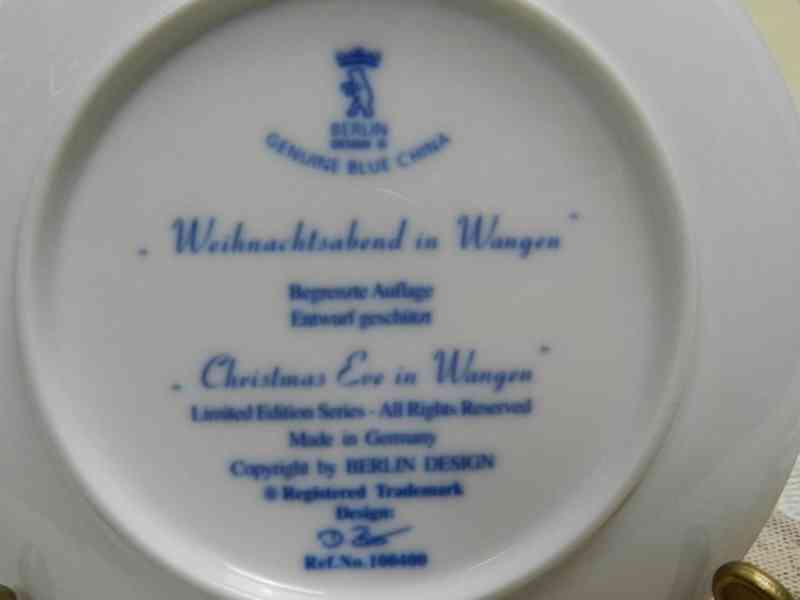 BERLIN
DESIGN ®
GENUINE BLUE CHINA
„ Weihnachtsabend in Wangen "
Begrenzte Auflage
Entwurf geschützt
„ Christmas Eve in Wangen "
Limited Edition Series - All Rights Reserved
Made in Germany
Copyright by BERLIN DESIGN
® Registered Trademark
Design:
Ref.No.100400